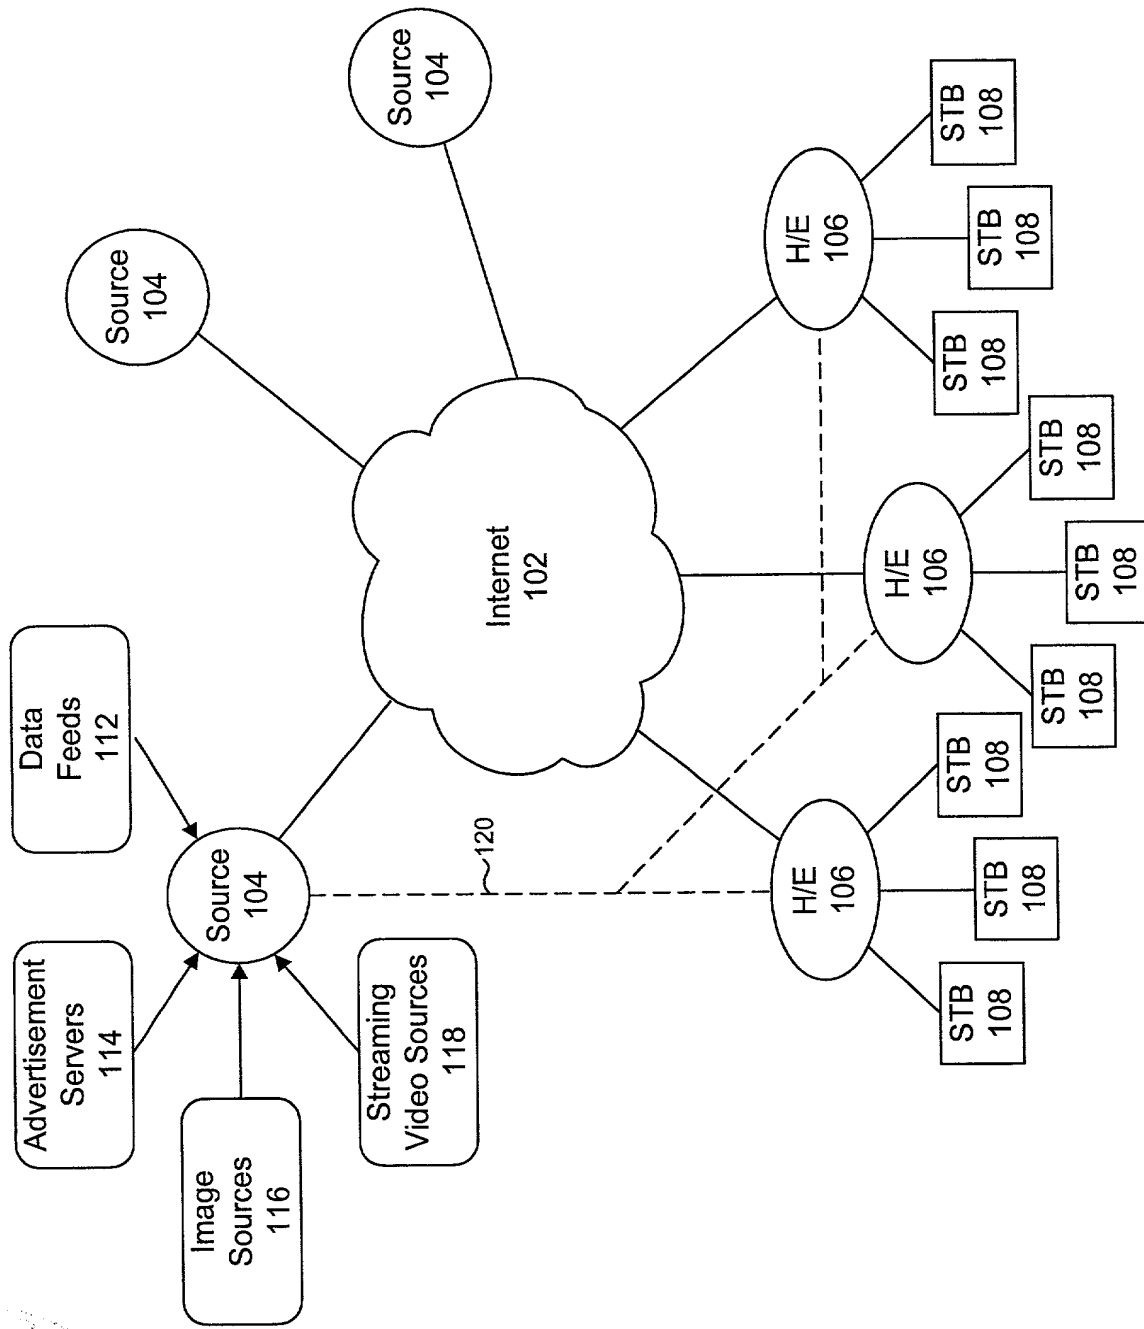 Advertisement
Servers
114
Data
Feeds
112
Image
Sources
116
Streaming
Video Sources
118
Source
104
Source
104
Source
104
120
Internet
102
H/E
106
H/E
106
H/E
106
STB
108
STB
108
STB
108
STB
108
STB
108
STB
108
STB
108
STB
108
STB
108